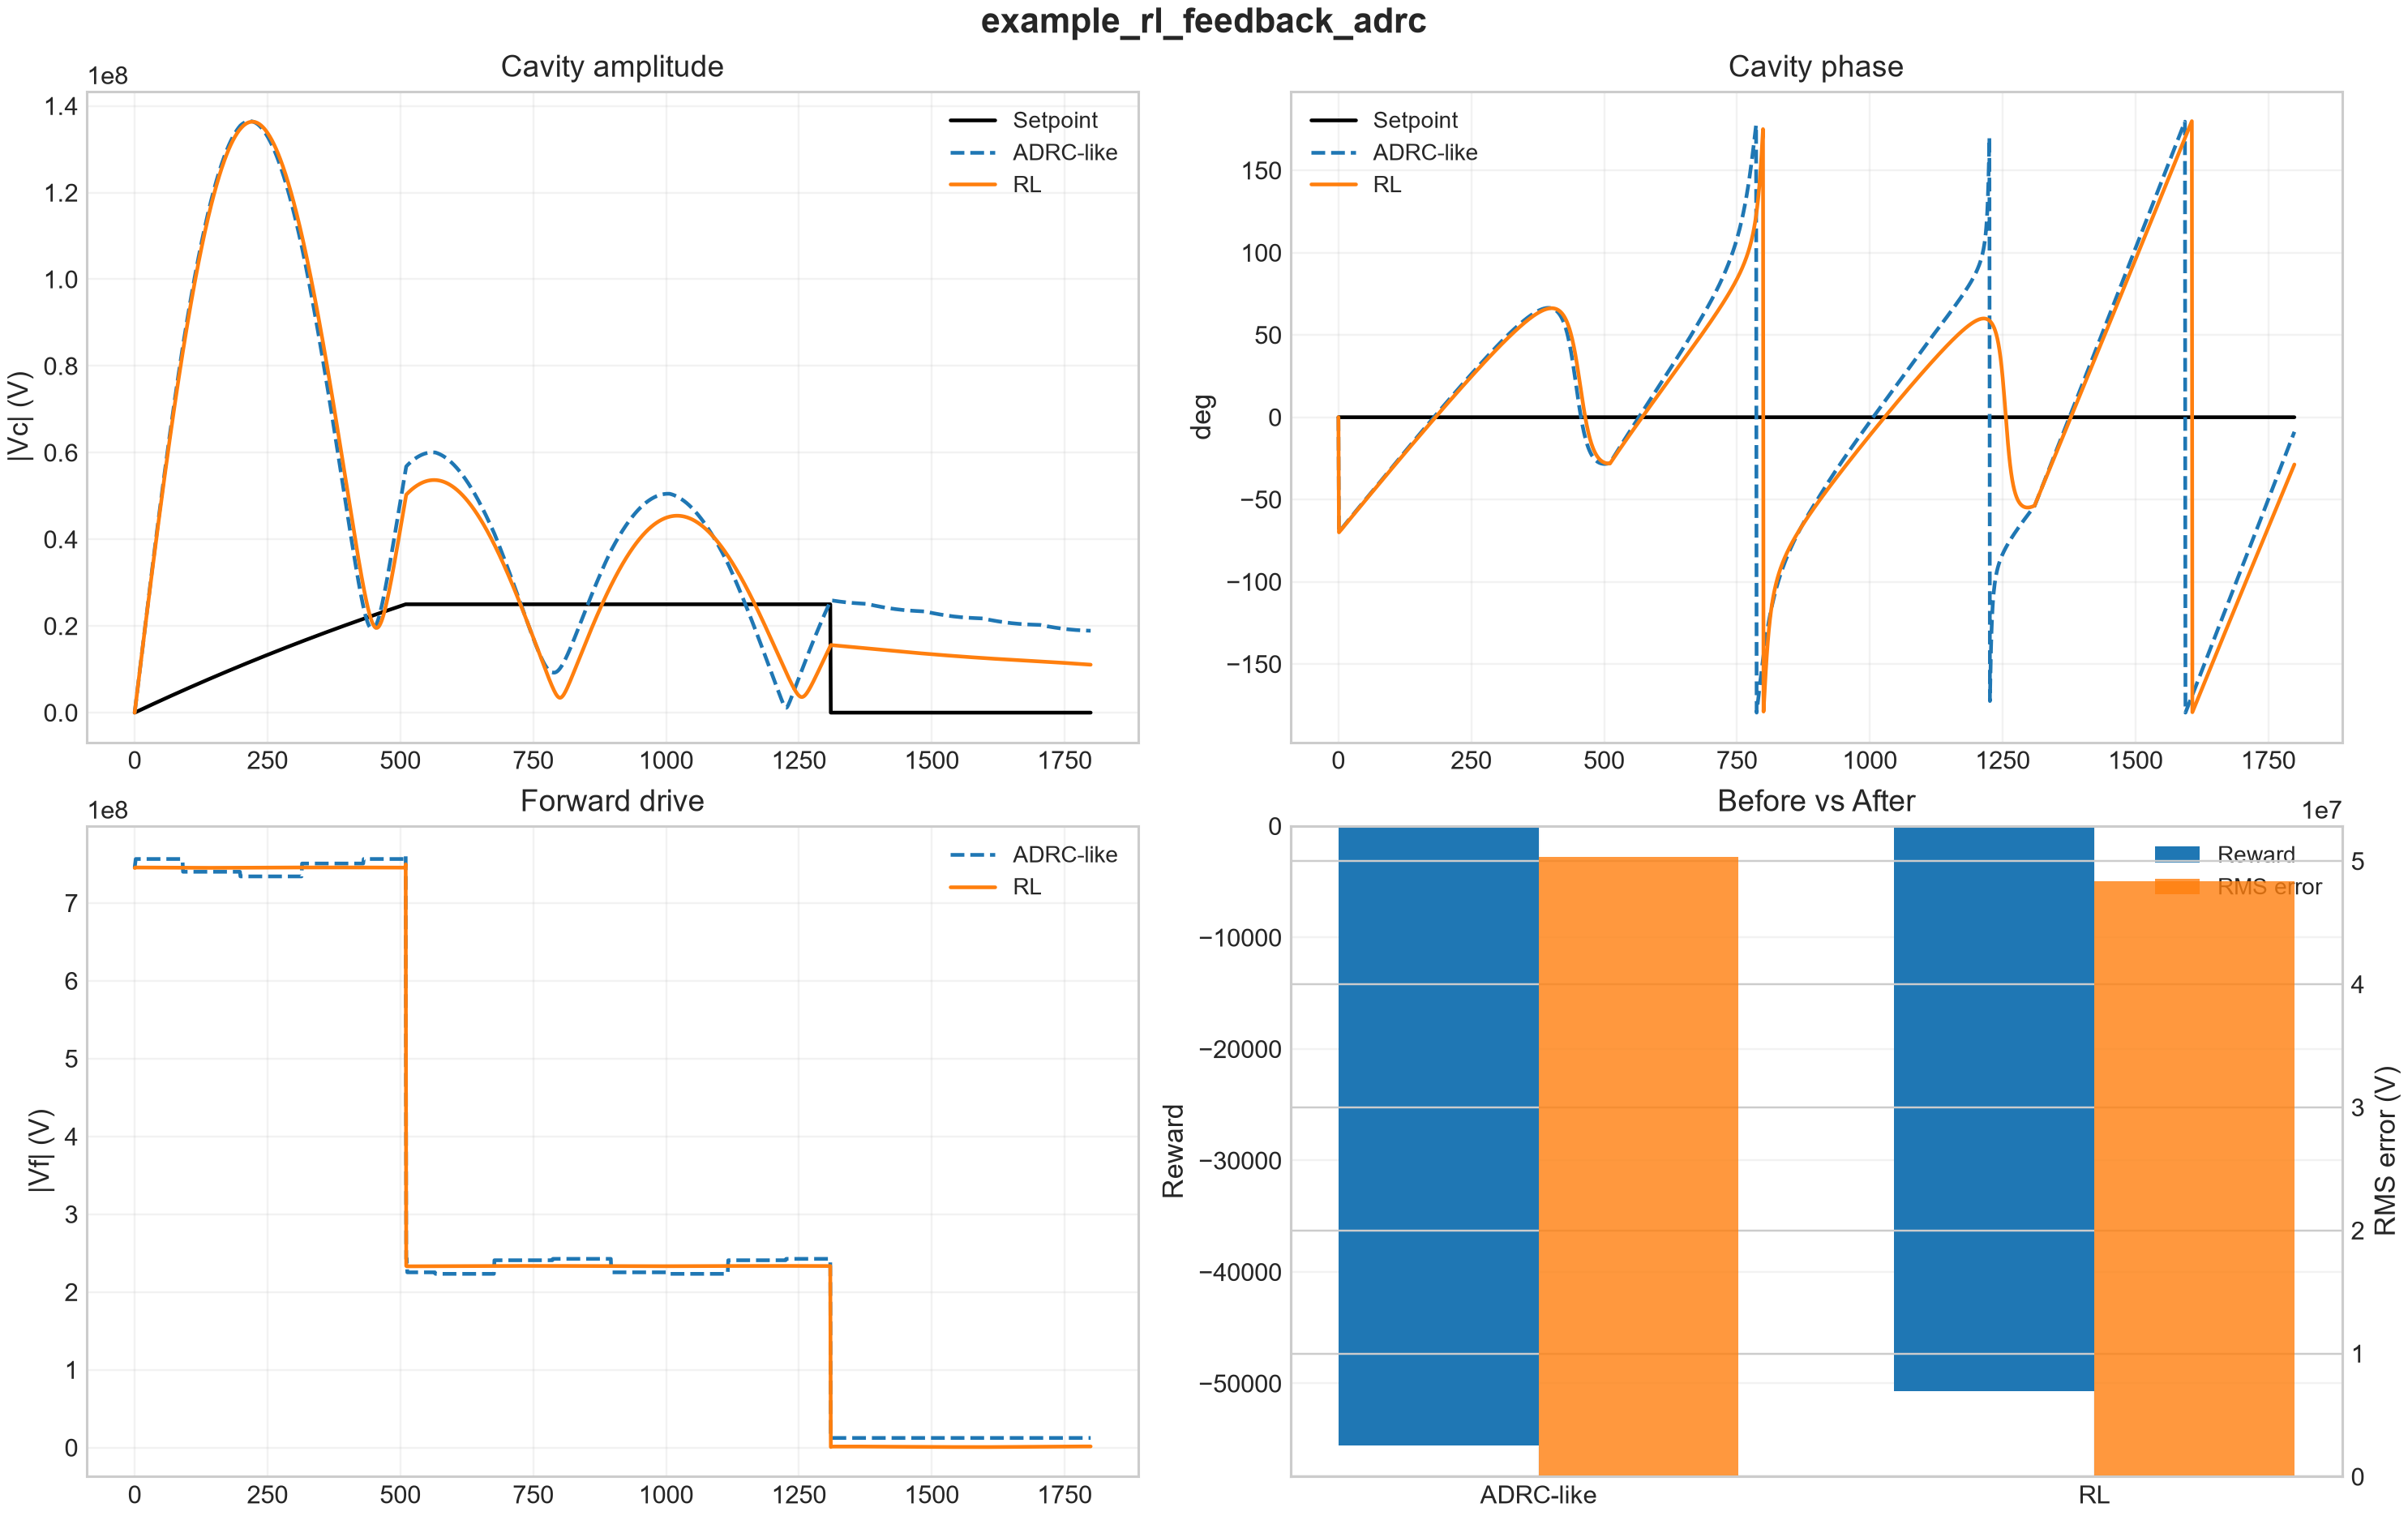 example_rl_feedback_adrc
Cavity amplitude
1e8
|Vc| (V)
1.4
1.2
1.0
0.8
0.6
0.4
0.2
0.0
Setpoint
ADRC-like
RL
0 250 500 750 1000 1250 1500 1750
Cavity phase
deg
150
100
50
0
−50
−100
−150
Setpoint
ADRC-like
RL
0 250 500 750 1000 1250 1500 1750
Forward drive
1e8
|Vf| (V)
7
6
5
4
3
2
1
0
ADRC-like
RL
0 250 500 750 1000 1250 1500 1750
Before vs After
1e7
Reward
0
−10000
−20000
−30000
−40000
−50000
Reward
RMS error
5
4
3
2
1
0
RMS error (V)
ADRC-like RL